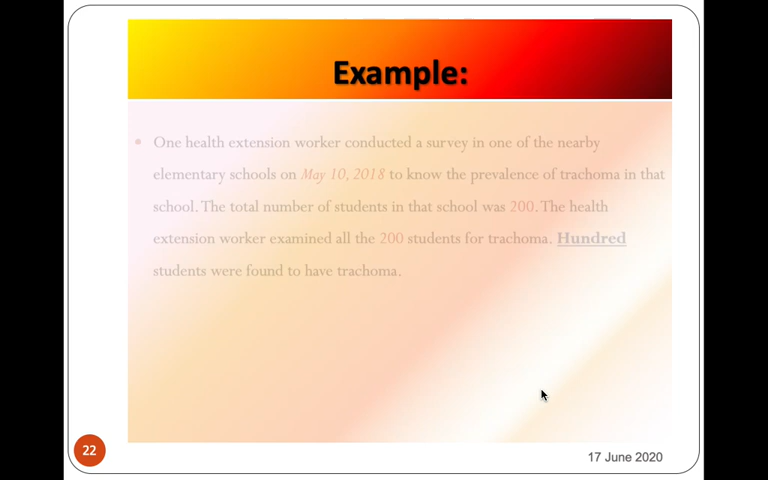 Example:
• One health extension worker conducted a survey in one of the nearby
elementary schools on May 10, 2018 to know the prevalence of trachoma in that
school. The total number of students in that school was 200. The health
extension worker examined all the 200 students for trachoma. Hundred
students were found to have trachoma.
22
17 June 2020